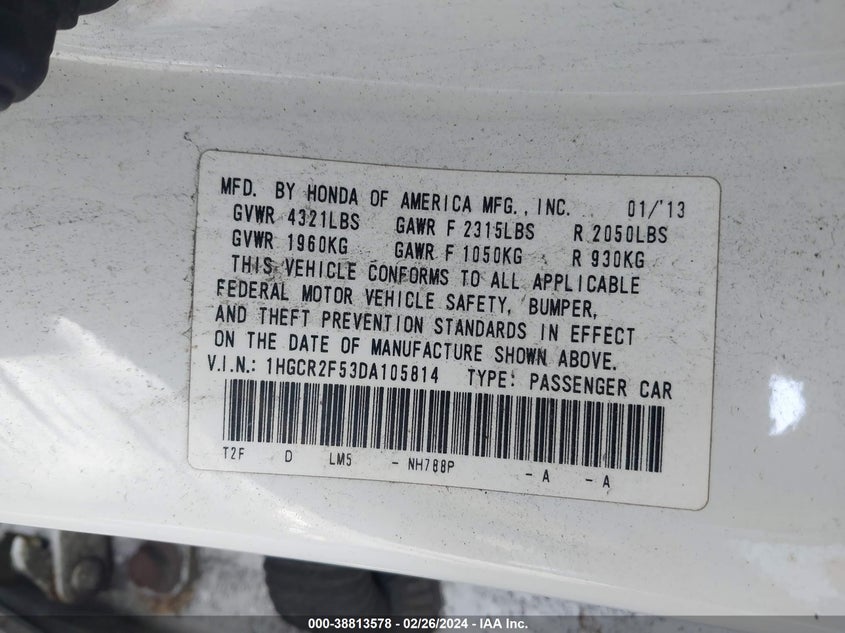 MFD. BY HONDA OF AMERICA MFG., INC. 01/'13
GVWR 4321LBS GAWR F 2315LBS R 2050LBS
GVWR 1960KG GAWR F 1050KG R 930KG
THIS VEHICLE CONFORMS TO ALL APPLICABLE
FEDERAL MOTOR VEHICLE SAFETY, BUMPER,
AND THEFT PREVENTION STANDARDS IN EFFECT
ON THE DATE OF MANUFACTURE SHOWN ABOVE.
V.I.N.: 1HGCR2F53DA105814 TYPE: PASSENGER CAR
T2F D LM5 - NH788P - A - A
000-38813578 - 02/26/2024 - IAA Inc.